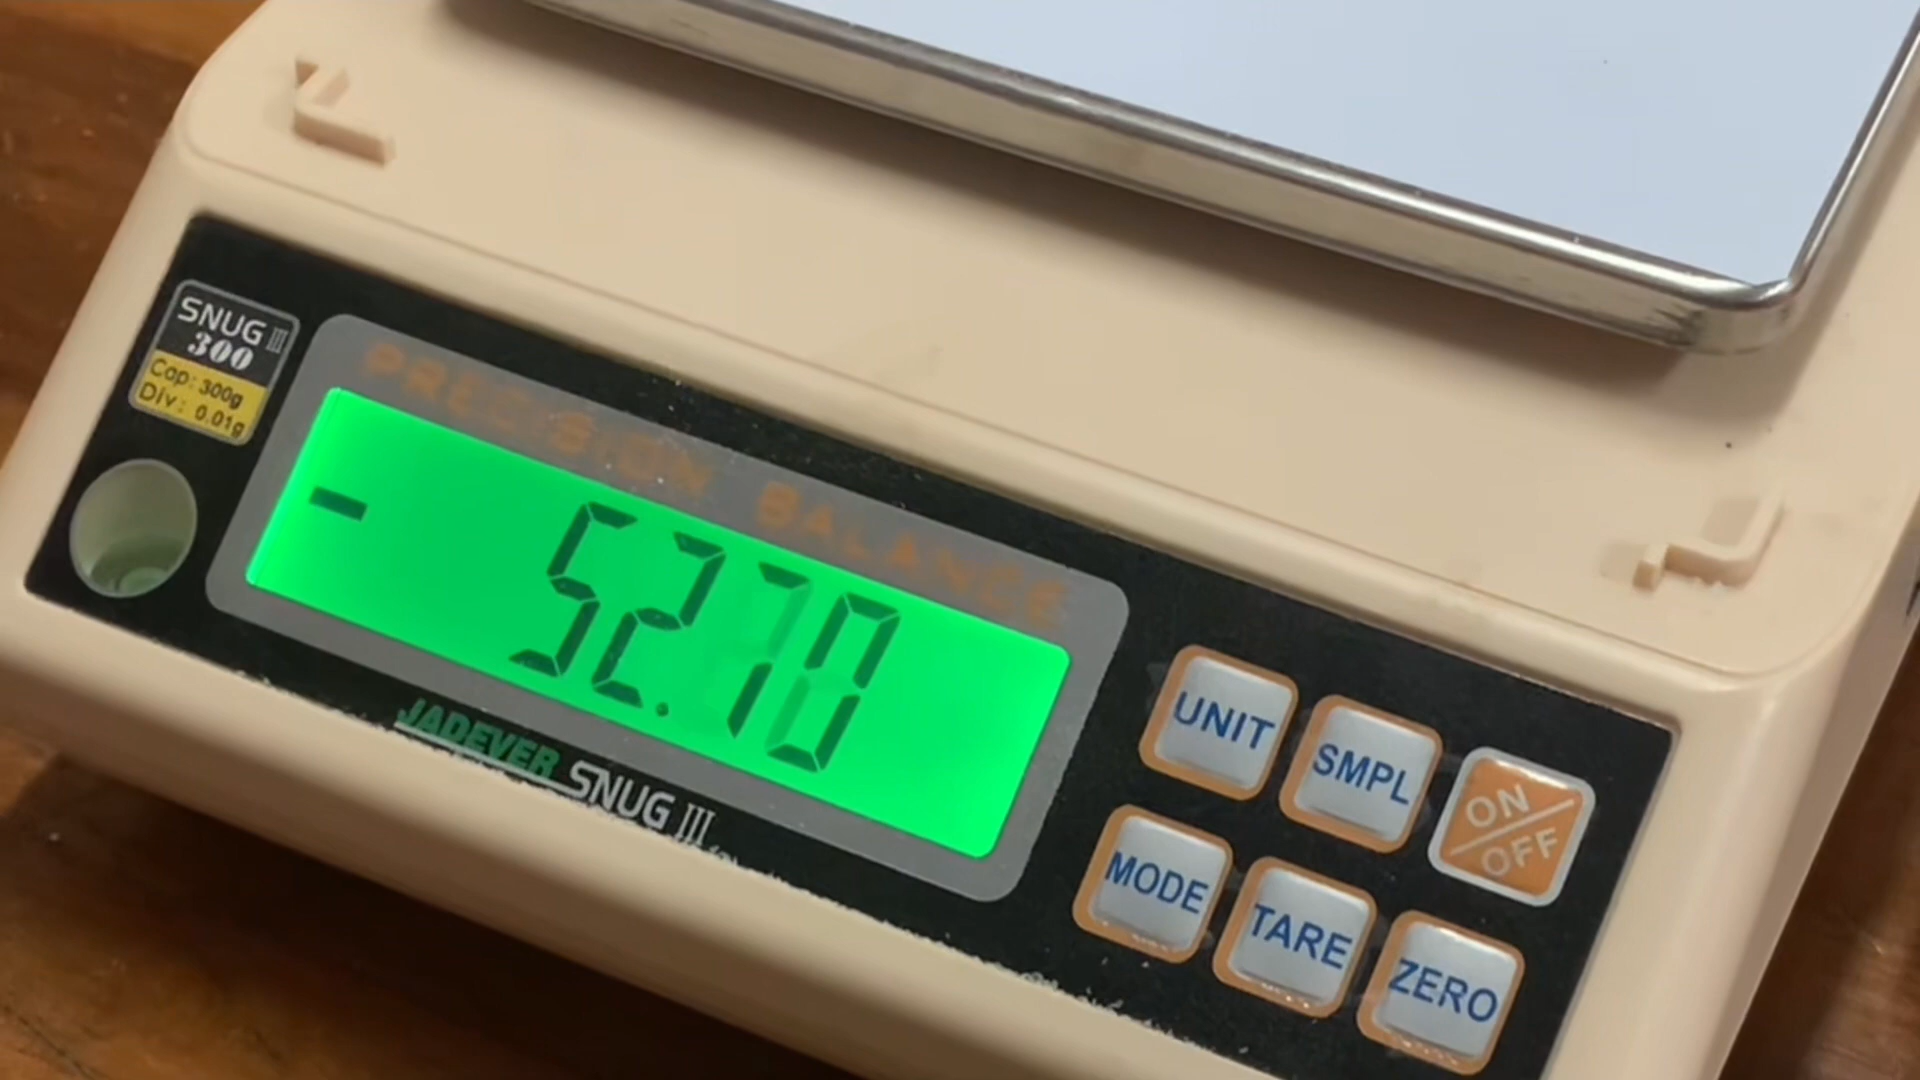 SNUG III
300
Cap: 300g
Div: 0.01g
PRECISION BALANCE
- 52.70
JADEVER SNUG III
UNIT
SMPL
ON/OFF
MODE
TARE
ZERO